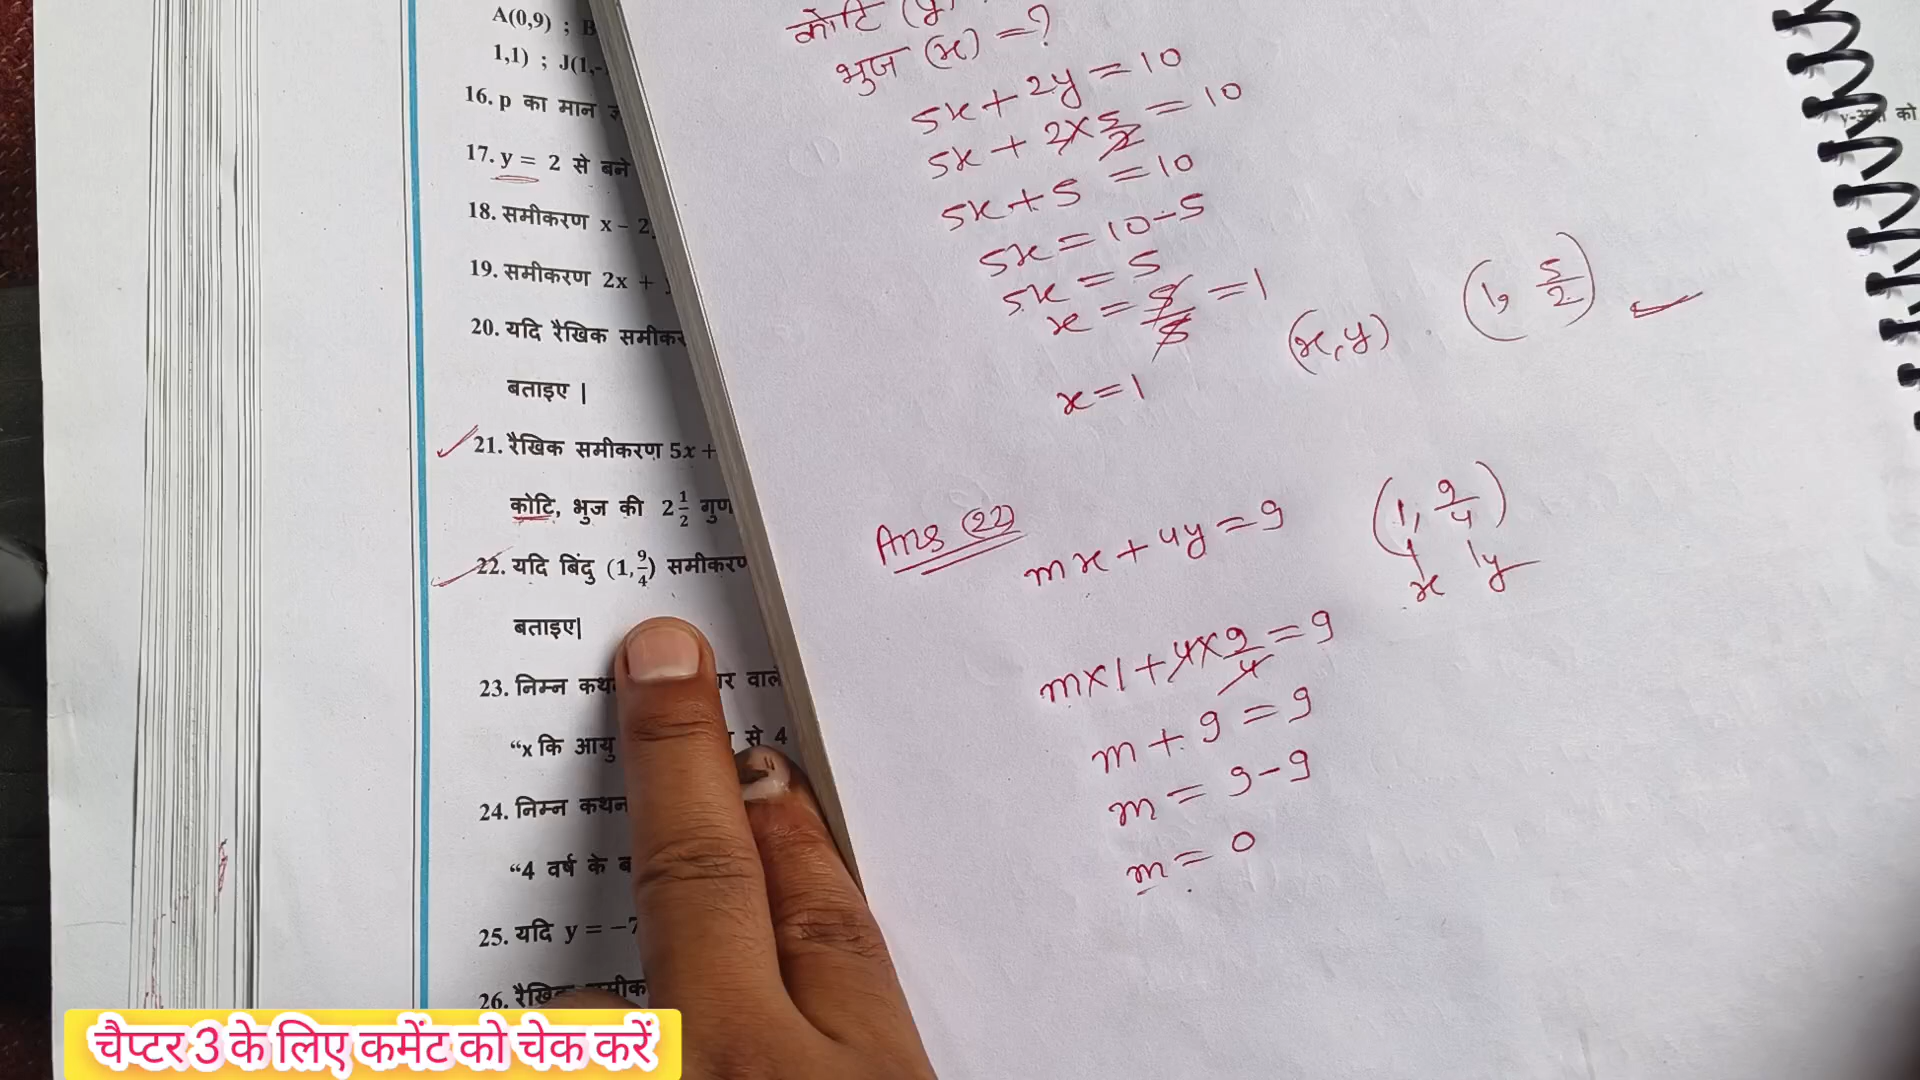 A(0,9) ; B
1,1) ; J(1,-
16. p का मान
17. y = 2 से बने
18. समीकरण x – 2
19. समीकरण 2x +
20. यदि रैखिक
बताइए |
21. रैखिक समीकरण 5x +
कोटि, भुज की 2 1/2
22. यदि बिंदु (1, 9/4) समीकरण
बताइए|
23. निम्न वाले
“x कि आयु से 4
24. निम्न कथन
“4 वर्ष के
25. यदि y = –7
26.
कोटि (y)
भुज (x) = ?
5x + 2y = 10
5x + 2 × 5/2 = 10
5x + 5 = 10
5x = 10 – 5
5x = 5
x = 5/5 = 1
(x, y) (1, 5/2)
x = 1
Ans (22)
mx + 4y = 9 (1, 9/4)
x y
m×1 + 4×9/4 = 9
m + 9 = 9
m = 9 – 9
m = 0
को
चैप्टर 3 के लिए कमेंट को चेक करें